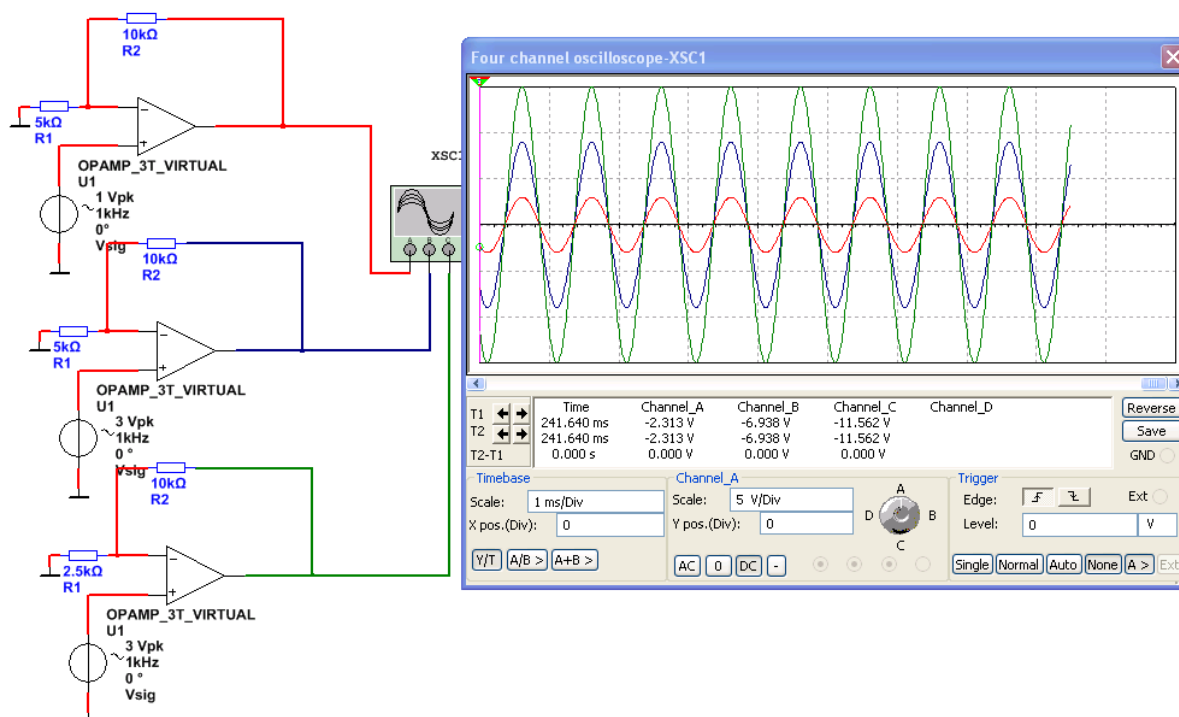 10kΩ
R2
5kΩ
R1
OPAMP_3T_VIRTUAL
U1
1 Vpk
1kHz
0°
Vsig
10kΩ
R2
5kΩ
R1
OPAMP_3T_VIRTUAL
U1
3 Vpk
1kHz
0°
Vsig
10kΩ
R2
2.5kΩ
R1
OPAMP_3T_VIRTUAL
U1
3 Vpk
1kHz
0°
Vsig
A B C
Four channel oscilloscope-XSC1
Time Channel_A Channel_B Channel_C Channel_D
T1 241.640 ms -2.313 V -6.938 V -11.562 V
T2 241.640 ms -2.313 V -6.938 V -11.562 V
T2-T1 0.000 s 0.000 V 0.000 V 0.000 V
Reverse
Save
GND
Timebase
Scale: 1 ms/Div
X pos.(Div): 0
Y/T A/B > A+B >
Channel_A
Scale: 5 V/Div
Y pos.(Div): 0
AC 0 DC -
A
D B
C
Trigger
Edge: Ext
Level: 0 V
Single Normal Auto None A > Ext